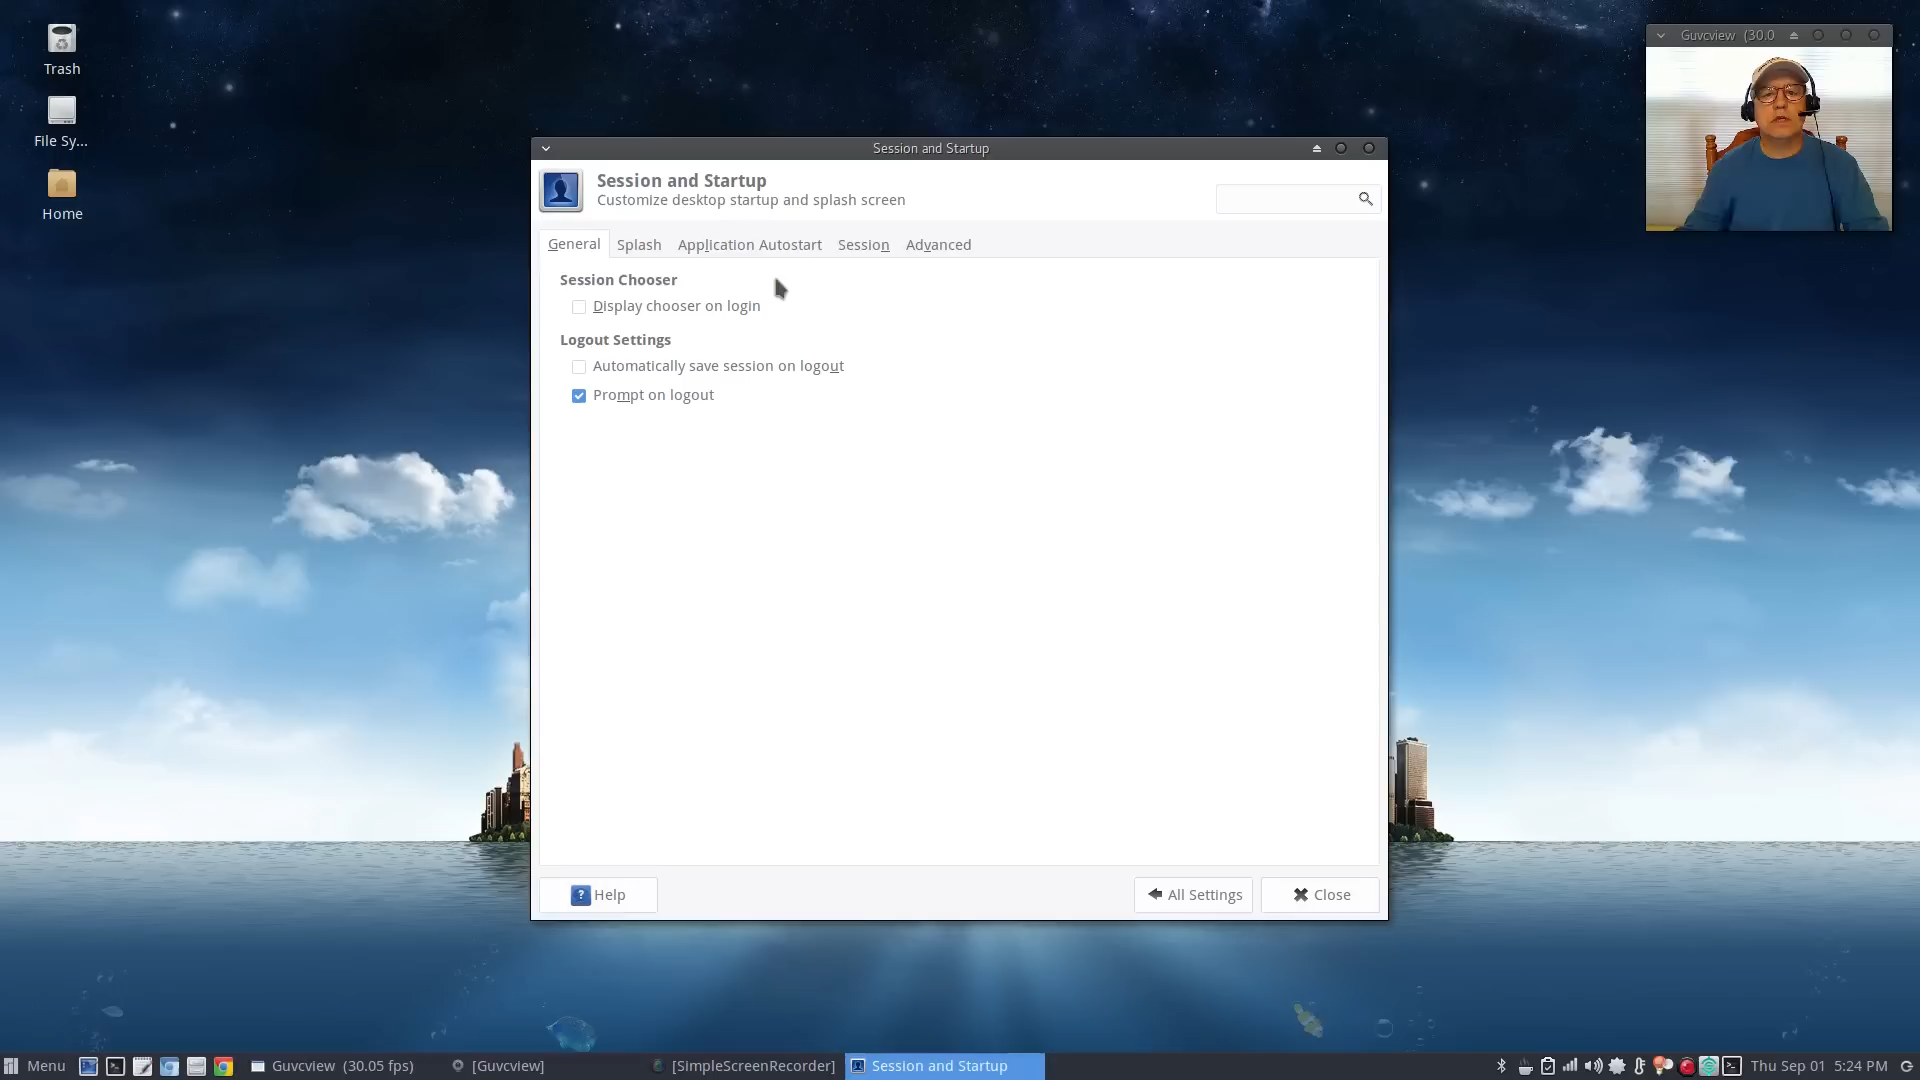 Trash
File Sy...
Home
Guvcview (30.0
Session and Startup
Session and Startup
Customize desktop startup and splash screen
General Splash Application Autostart Session Advanced
Session Chooser
Display chooser on login
Logout Settings
Automatically save session on logout
Prompt on logout
? Help
All Settings
Close
Menu
Guvcview (30.05 fps)
[Guvcview]
[SimpleScreenRecorder]
Session and Startup
Thu Sep 01 5:24 PM